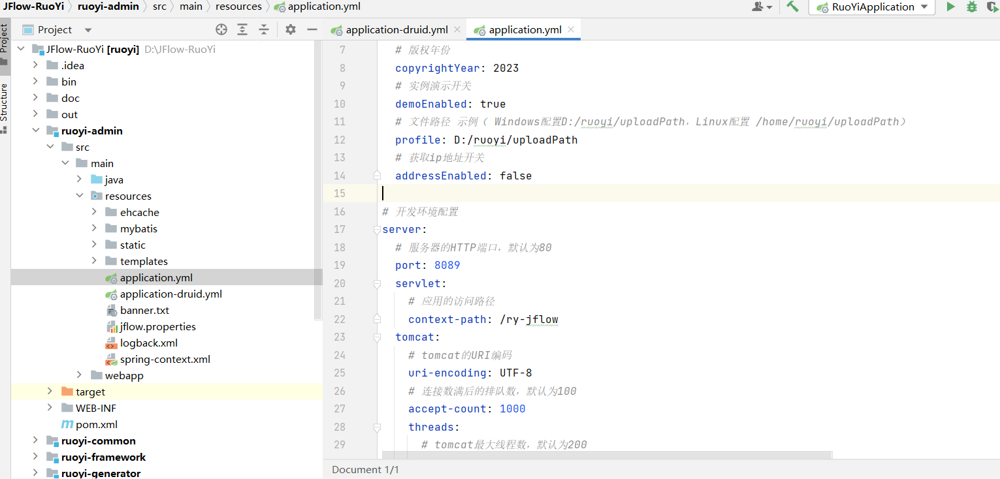 JFlow-RuoYi
ruoyi-admin
src
main
resources
application.yml
RuoYiApplication
Project
Structure
Project
JFlow-RuoYi [ruoyi] D:\JFlow-RuoYi
.idea
bin
doc
out
ruoyi-admin
src
main
java
resources
ehcache
mybatis
static
templates
application.yml
application-druid.yml
banner.txt
jflow.properties
logback.xml
spring-context.xml
webapp
target
WEB-INF
pom.xml
ruoyi-common
ruoyi-framework
ruoyi-generator
application-druid.yml
application.yml
7 # 版权年份
8 copyrightYear: 2023
9 # 实例演示开关
10 demoEnabled: true
11 # 文件路径 示例（ Windows配置D:/ruoyi/uploadPath，Linux配置 /home/ruoyi/uploadPath）
12 profile: D:/ruoyi/uploadPath
13 # 获取ip地址开关
14 addressEnabled: false
15
16 # 开发环境配置
17 server:
18 # 服务器的HTTP端口，默认为80
19 port: 8089
20 servlet:
21 # 应用的访问路径
22 context-path: /ry-jflow
23 tomcat:
24 # tomcat的URI编码
25 uri-encoding: UTF-8
26 # 连接数满后的排队数，默认为100
27 accept-count: 1000
28 threads:
29 # tomcat最大线程数，默认为200
Document 1/1